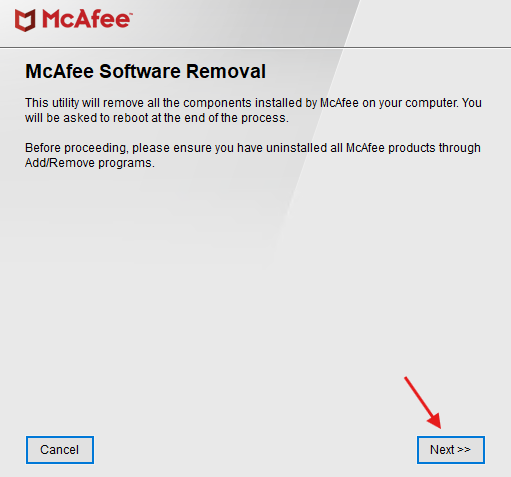 McAfee™
McAfee Software Removal
This utility will remove all the components installed by McAfee on your computer. You
will be asked to reboot at the end of the process.
Before proceeding, please ensure you have uninstalled all McAfee products through
Add/Remove programs.
Cancel
Next >>